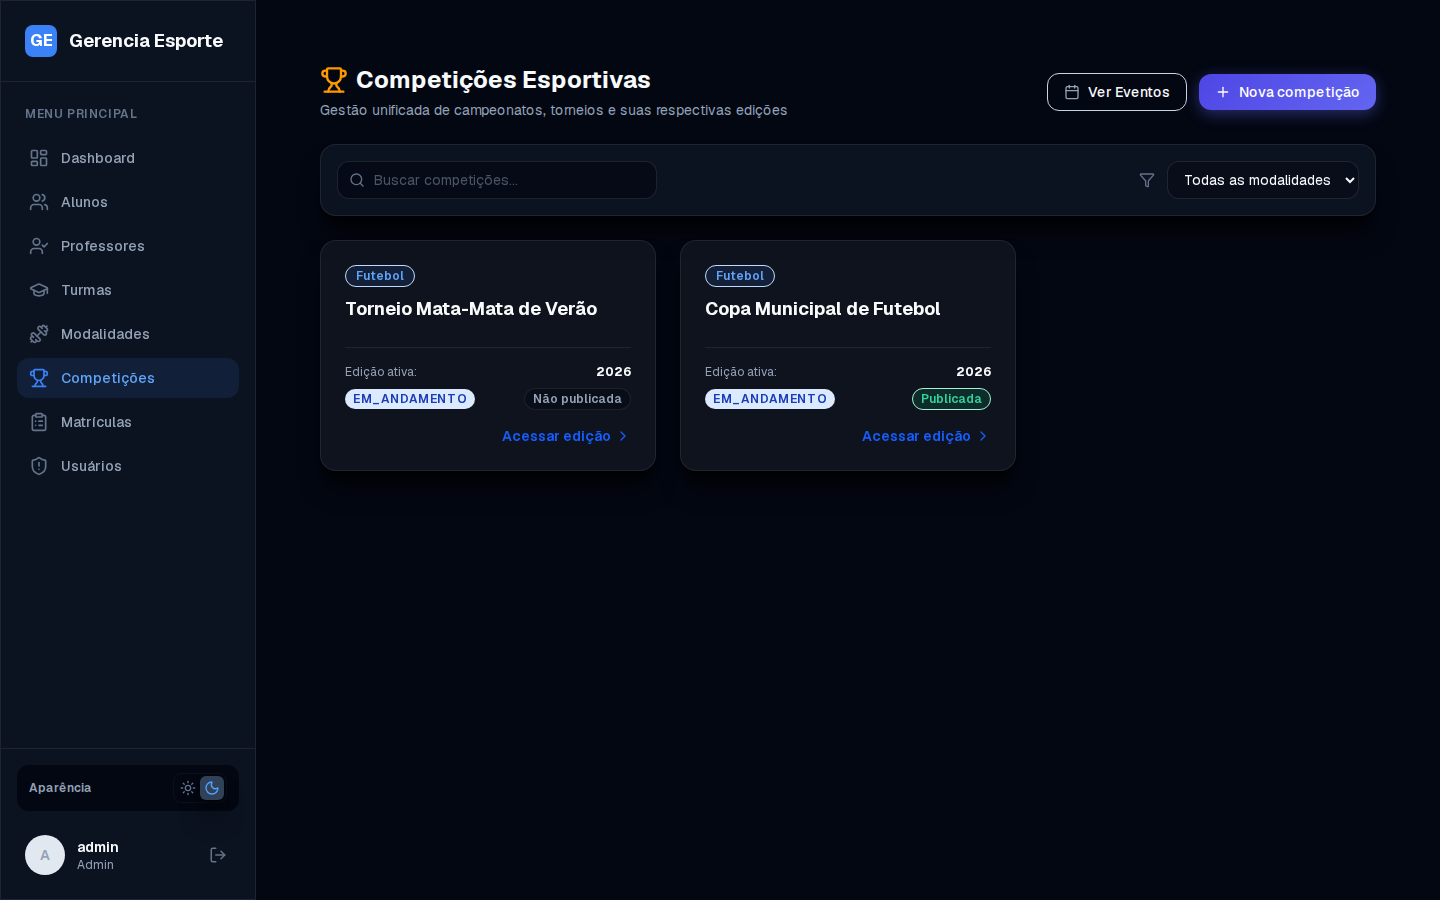 GE Gerencia Esporte
MENU PRINCIPAL
Dashboard
Alunos
Professores
Turmas
Modalidades
Competições
Matrículas
Usuários
Aparência
A
admin
Admin
Competições Esportivas
Gestão unificada de campeonatos, torneios e suas respectivas edições
Ver Eventos
Nova competição
Buscar competições...
Todas as modalidades
Futebol
Torneio Mata-Mata de Verão
Edição ativa: 2026
EM_ANDAMENTO Não publicada
Acessar edição
Futebol
Copa Municipal de Futebol
Edição ativa: 2026
EM_ANDAMENTO Publicada
Acessar edição